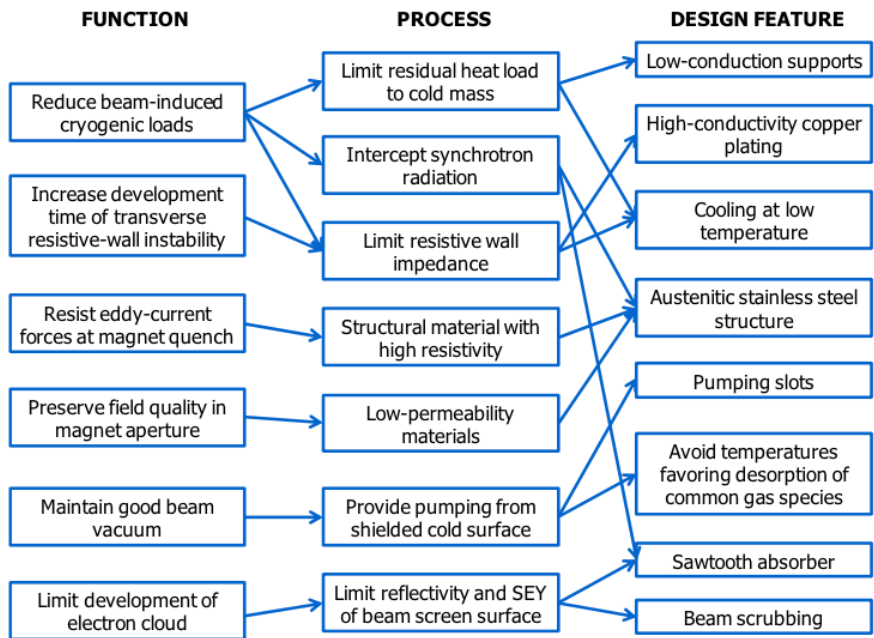 FUNCTION
PROCESS
DESIGN FEATURE
Reduce beam-induced
cryogenic loads
Increase development
time of transverse
resistive-wall instability
Resist eddy-current
forces at magnet quench
Preserve field quality in
magnet aperture
Maintain good beam
vacuum
Limit development of
electron cloud
Limit residual heat load
to cold mass
Intercept synchrotron
radiation
Limit resistive wall
impedance
Structural material with
high resistivity
Low-permeability
materials
Provide pumping from
shielded cold surface
Limit reflectivity and SEY
of beam screen surface
Low-conduction supports
High-conductivity copper
plating
Cooling at low
temperature
Austenitic stainless steel
structure
Pumping slots
Avoid temperatures
favoring desorption of
common gas species
Sawtooth absorber
Beam scrubbing